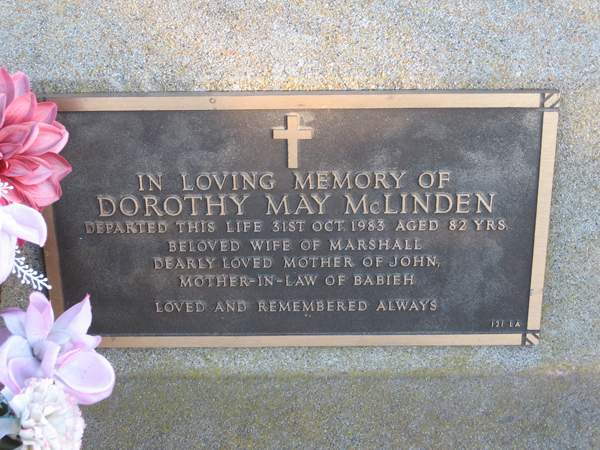 IN LOVING MEMORY OF
DOROTHY MAY McLINDEN
DEPARTED THIS LIFE 31ST OCT. 1983 AGED 82 YRS.
BELOVED WIFE OF MARSHALL
DEARLY LOVED MOTHER OF JOHN,
MOTHER-IN-LAW OF BABIEH
LOVED AND REMEMBERED ALWAYS
121 LA